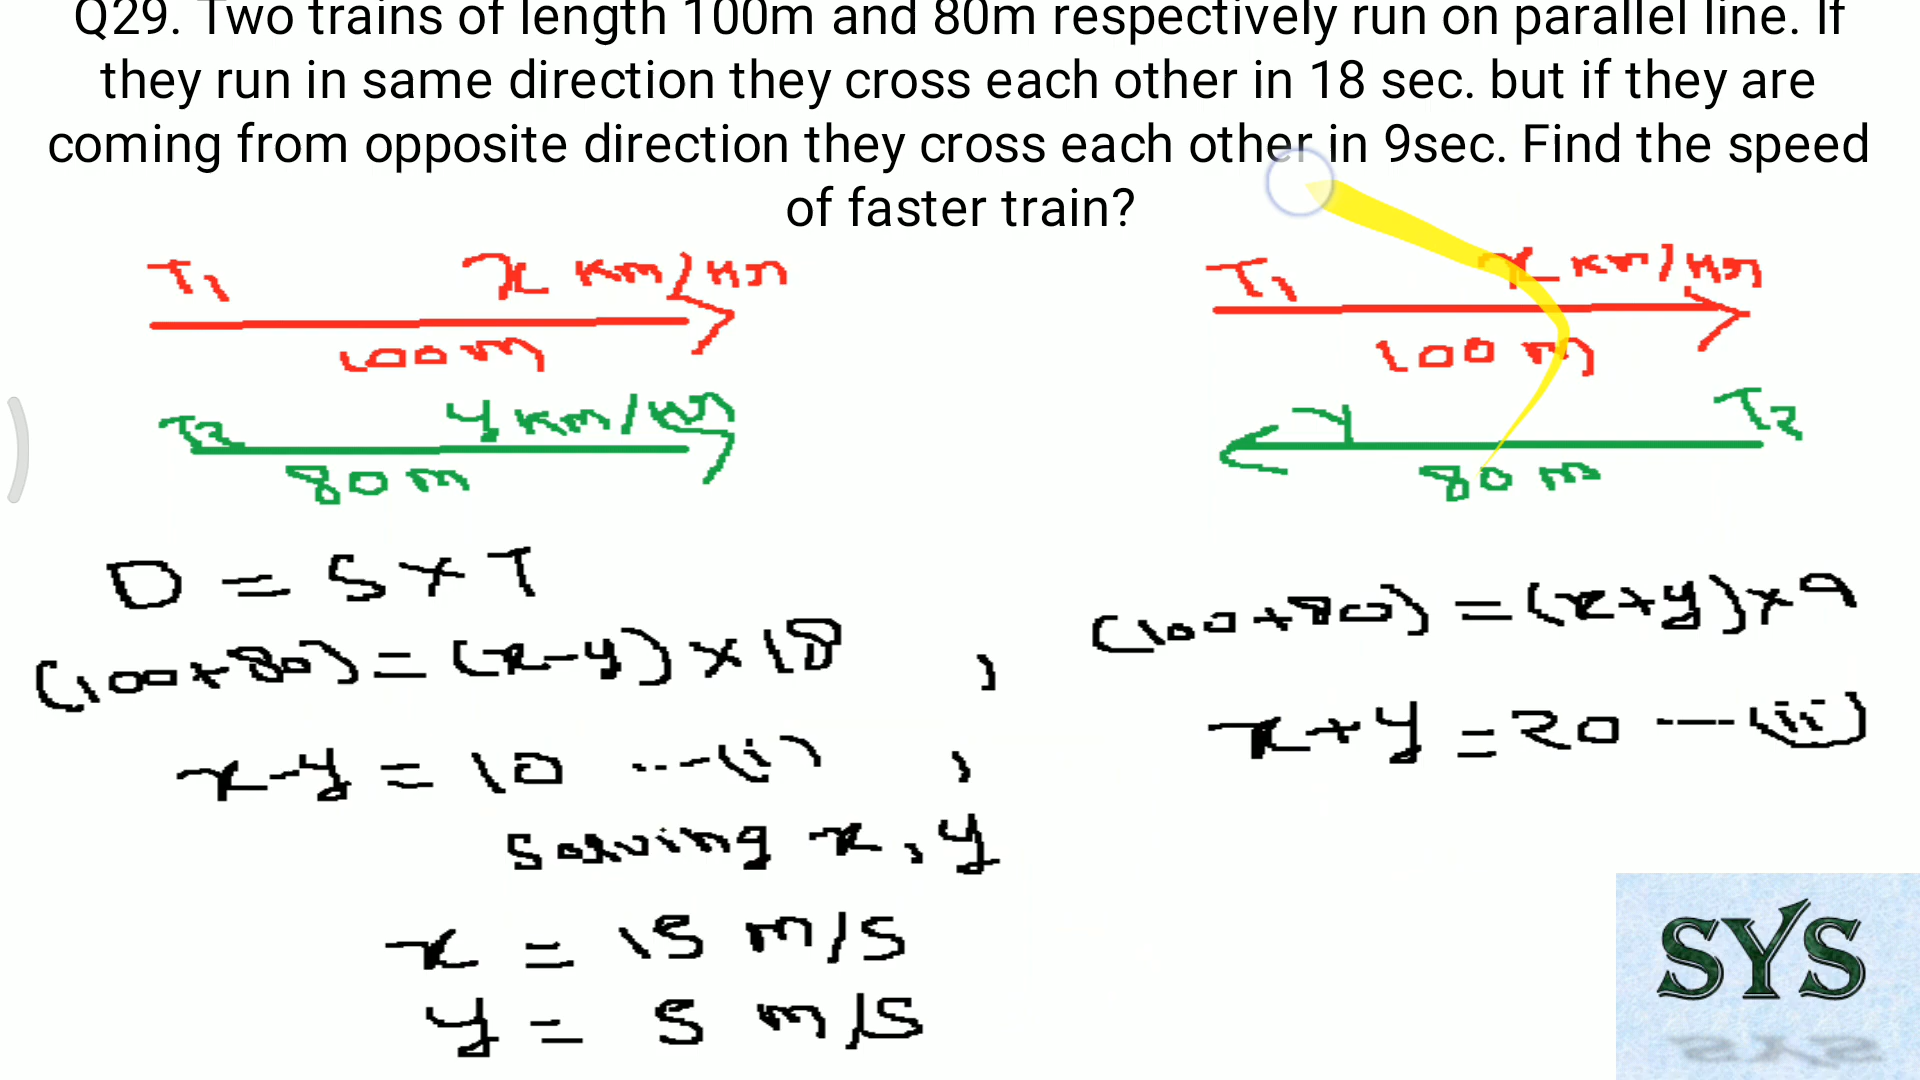 Q29. Two trains of length 100m and 80m respectively run on parallel line. If
they run in same direction they cross each other in 18 sec. but if they are
coming from opposite direction they cross each other in 9sec. Find the speed
of faster train?
T1 x km/hr
100m
T2 y km/hr
80 m
T1 x km/hr
100 m
y T2
80 m
D = S × T
(100+80) = (x-y) × 18 ,
x-y = 10 ---(i) ,
(100+80) = (x+y)×9
x+y = 20 ---(ii)
solving x, y
x = 15 m/s
y = 5 m/s
SYS